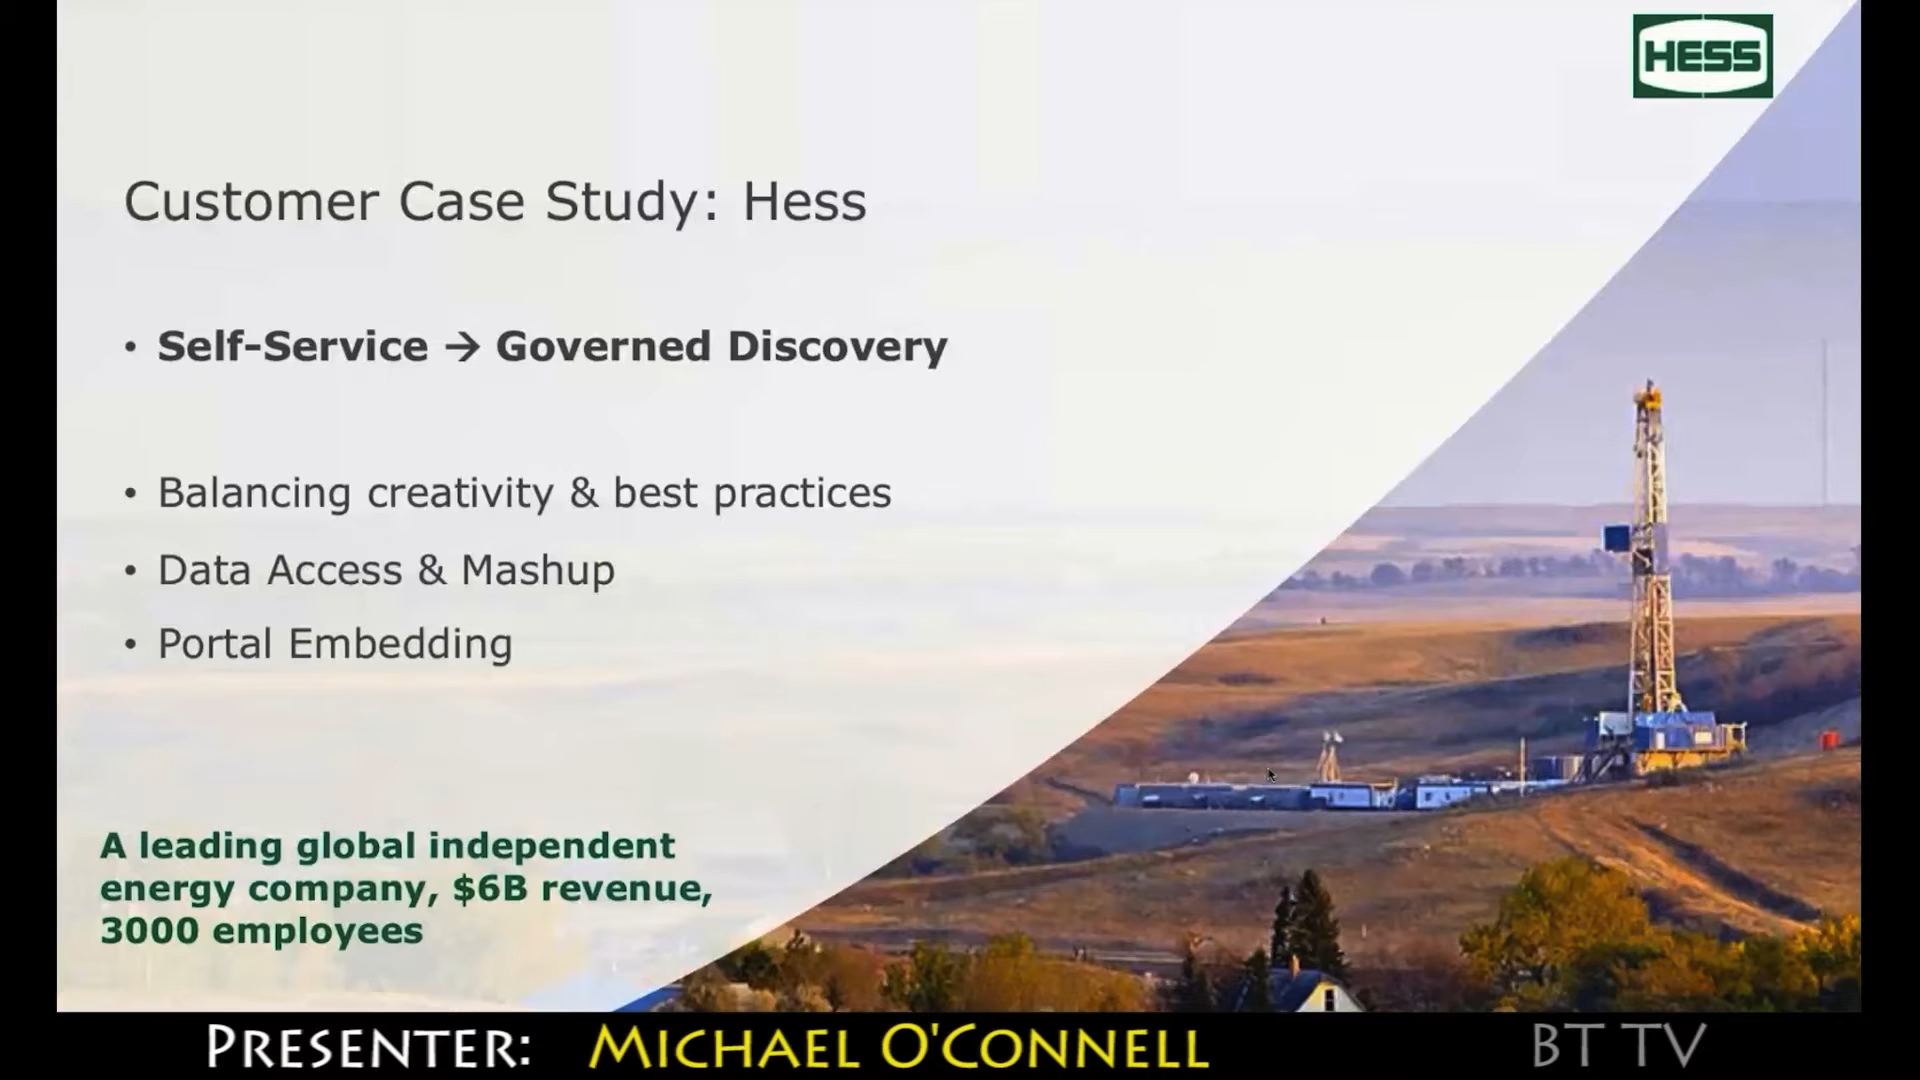 HESS
Customer Case Study: Hess
• Self-Service → Governed Discovery
• Balancing creativity & best practices
• Data Access & Mashup
• Portal Embedding
A leading global independent
energy company, $6B revenue,
3000 employees
PRESENTER: MICHAEL O'CONNELL
BT TV